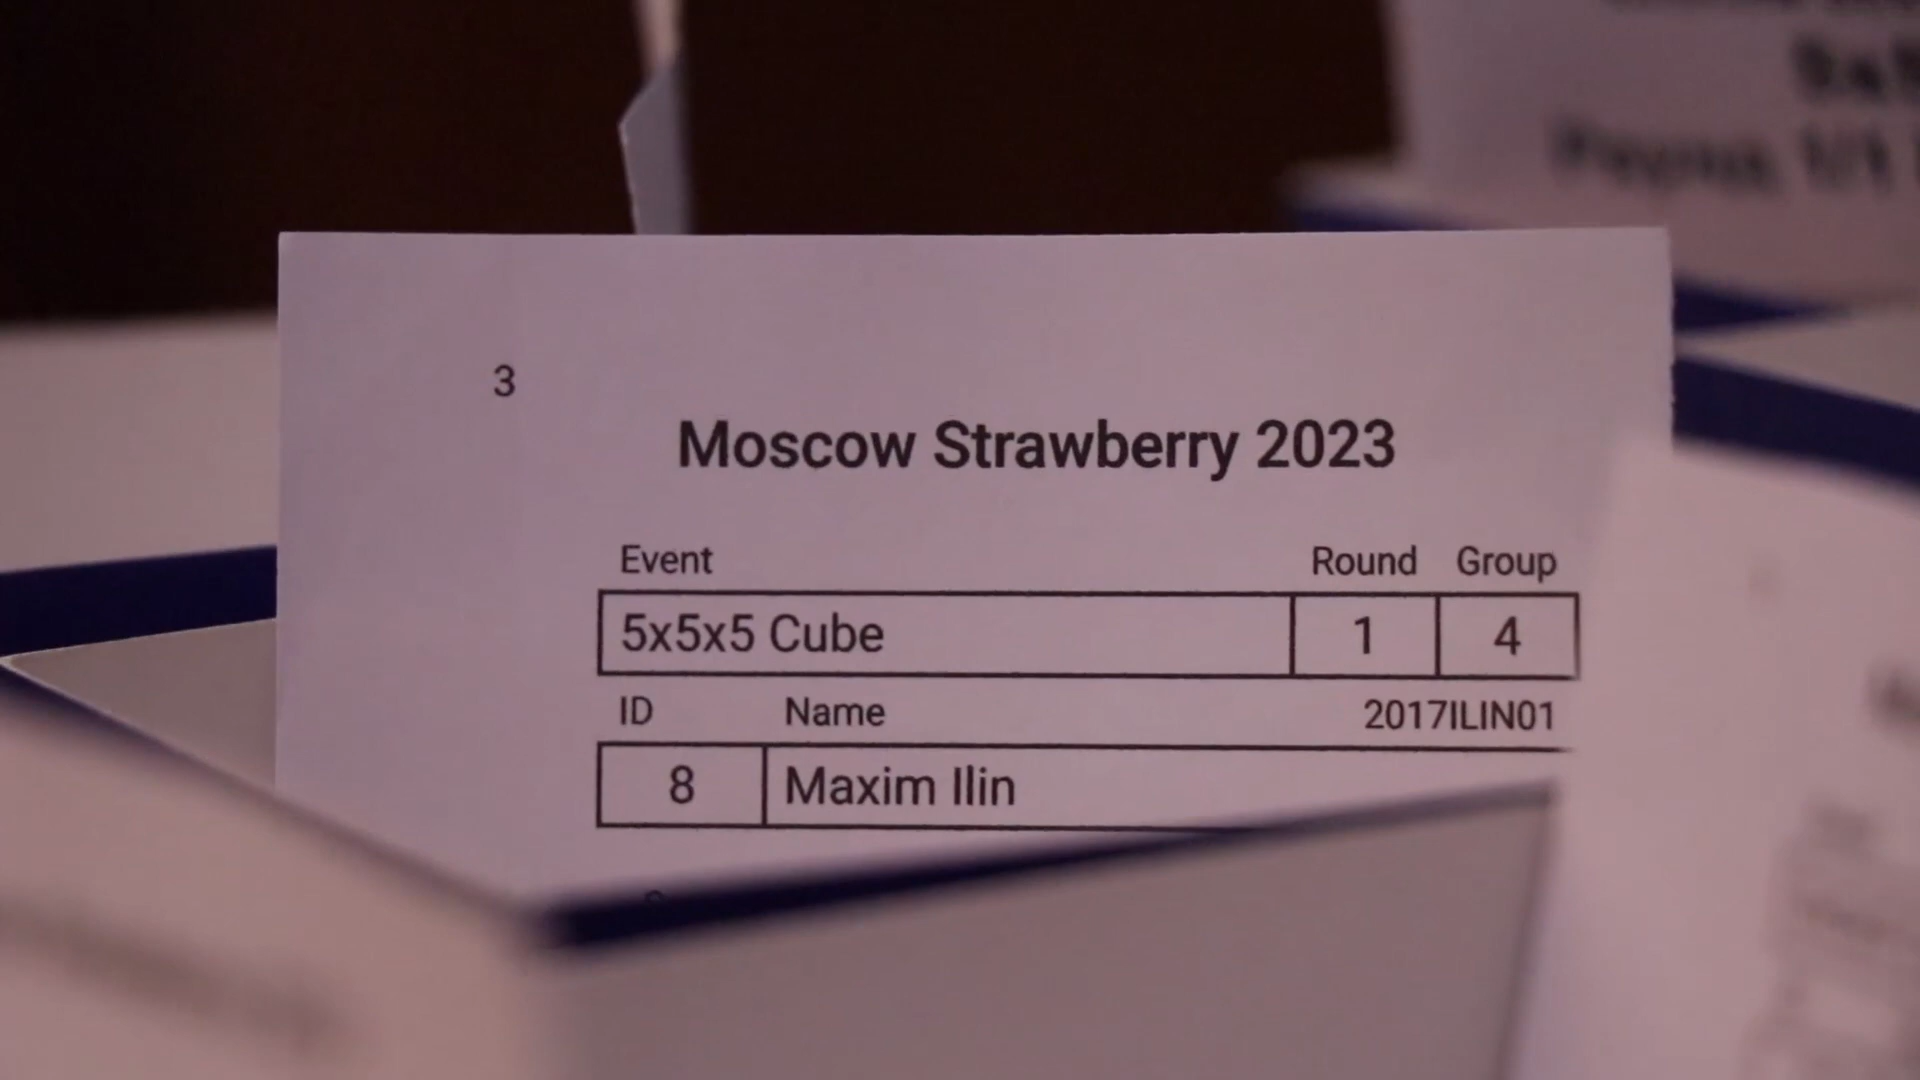 3
Moscow Strawberry 2023
Event Round Group
5x5x5 Cube 1 4
ID Name 2017ILIN01
8 Maxim Ilin